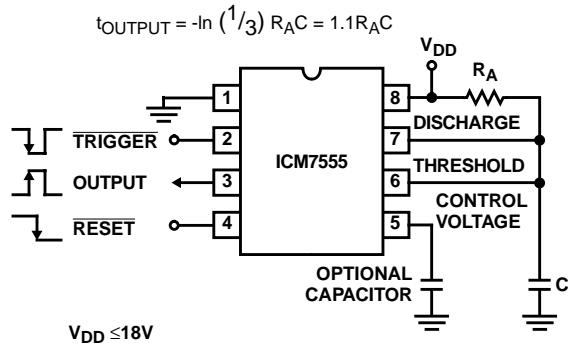 tOUTPUT = -ln (1/3) RAC = 1.1RAC
VDD
RA
1
8
DISCHARGE
TRIGGER
2
7
ICM7555
THRESHOLD
OUTPUT
3
6
CONTROL
VOLTAGE
RESET
4
5
OPTIONAL
CAPACITOR
C
VDD ≤18V